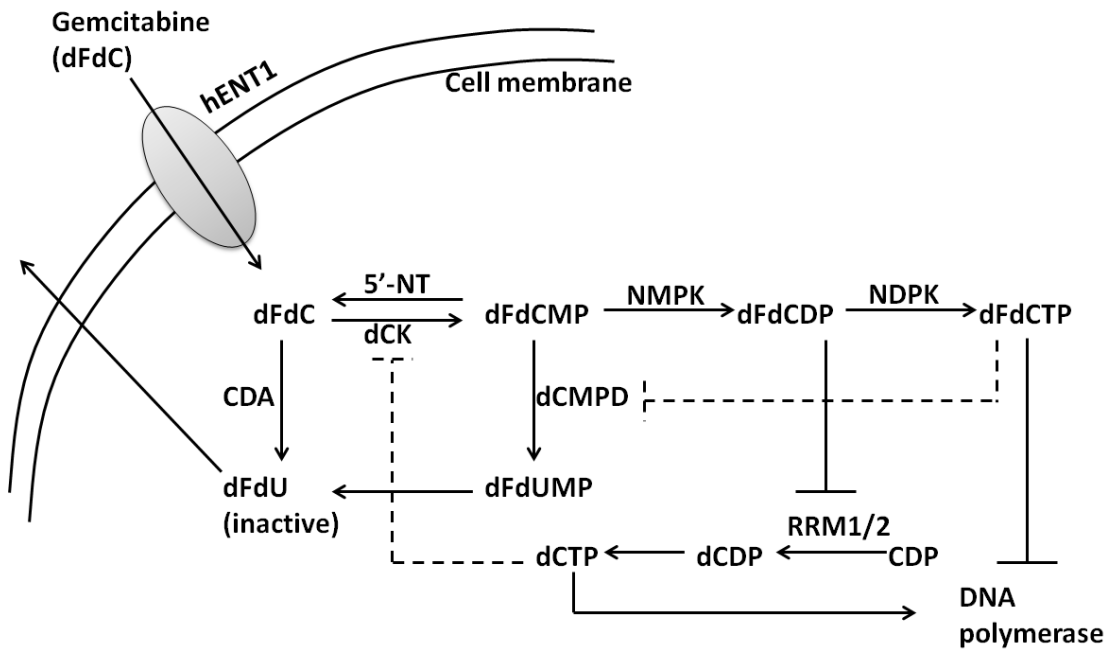 Gemcitabine
(dFdC)
hENT1
Cell membrane
5’-NT
NMPK
NDPK
dFdC
dFdCMP
dFdCDP
dFdCTP
dCK
CDA
dCMPD
dFdU
(inactive)
dFdUMP
RRM1/2
dCTP
dCDP
CDP
DNA
polymerase